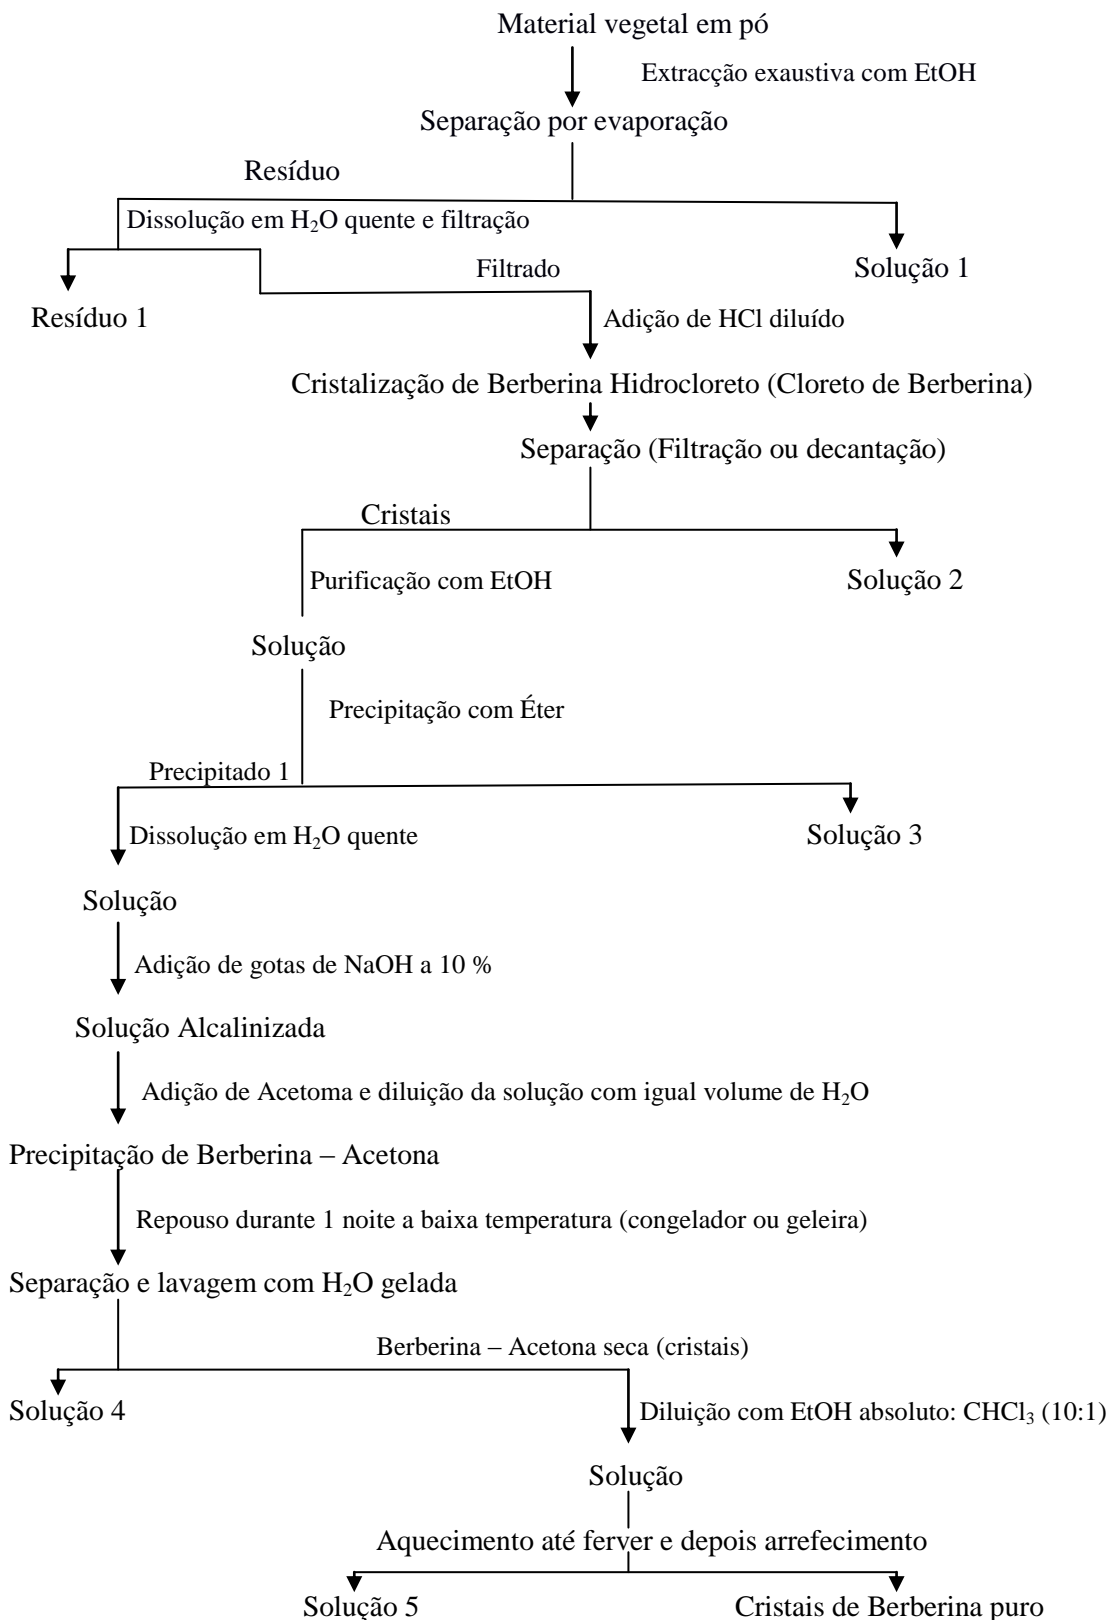 Material vegetal em pó
Extracção exaustiva com EtOH
Separação por evaporação
Resíduo
Dissolução em H₂O quente e filtração
Filtrado
Solução 1
Resíduo 1
Adição de HCl diluído
Cristalização de Berberina Hidrocloreto (Cloreto de Berberina)
Separação (Filtração ou decantação)
Cristais
Purificação com EtOH
Solução 2
Solução
Precipitação com Éter
Precipitado 1
Dissolução em H₂O quente
Solução 3
Solução
Adição de gotas de NaOH a 10 %
Solução Alcalinizada
Adição de Acetoma e diluição da solução com igual volume de H₂O
Precipitação de Berberina – Acetona
Repouso durante 1 noite a baixa temperatura (congelador ou geleira)
Separação e lavagem com H₂O gelada
Berberina – Acetona seca (cristais)
Solução 4
Diluição com EtOH absoluto: CHCl₃ (10:1)
Solução
Aquecimento até ferver e depois arrefecimento
Solução 5
Cristais de Berberina puro